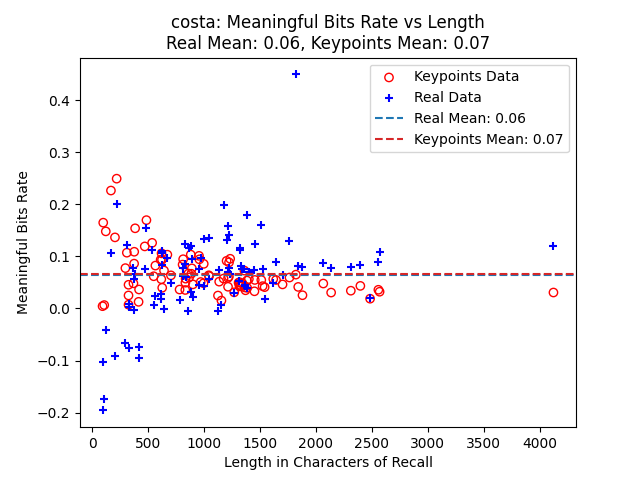 costa: Meaningful Bits Rate vs Length
Real Mean: 0.06, Keypoints Mean: 0.07
Keypoints Data
Real Data
Real Mean: 0.06
Keypoints Mean: 0.07
Meaningful Bits Rate
0.4
0.3
0.2
0.1
0.0
−0.1
−0.2
0 500 1000 1500 2000 2500 3000 3500 4000
Length in Characters of Recall